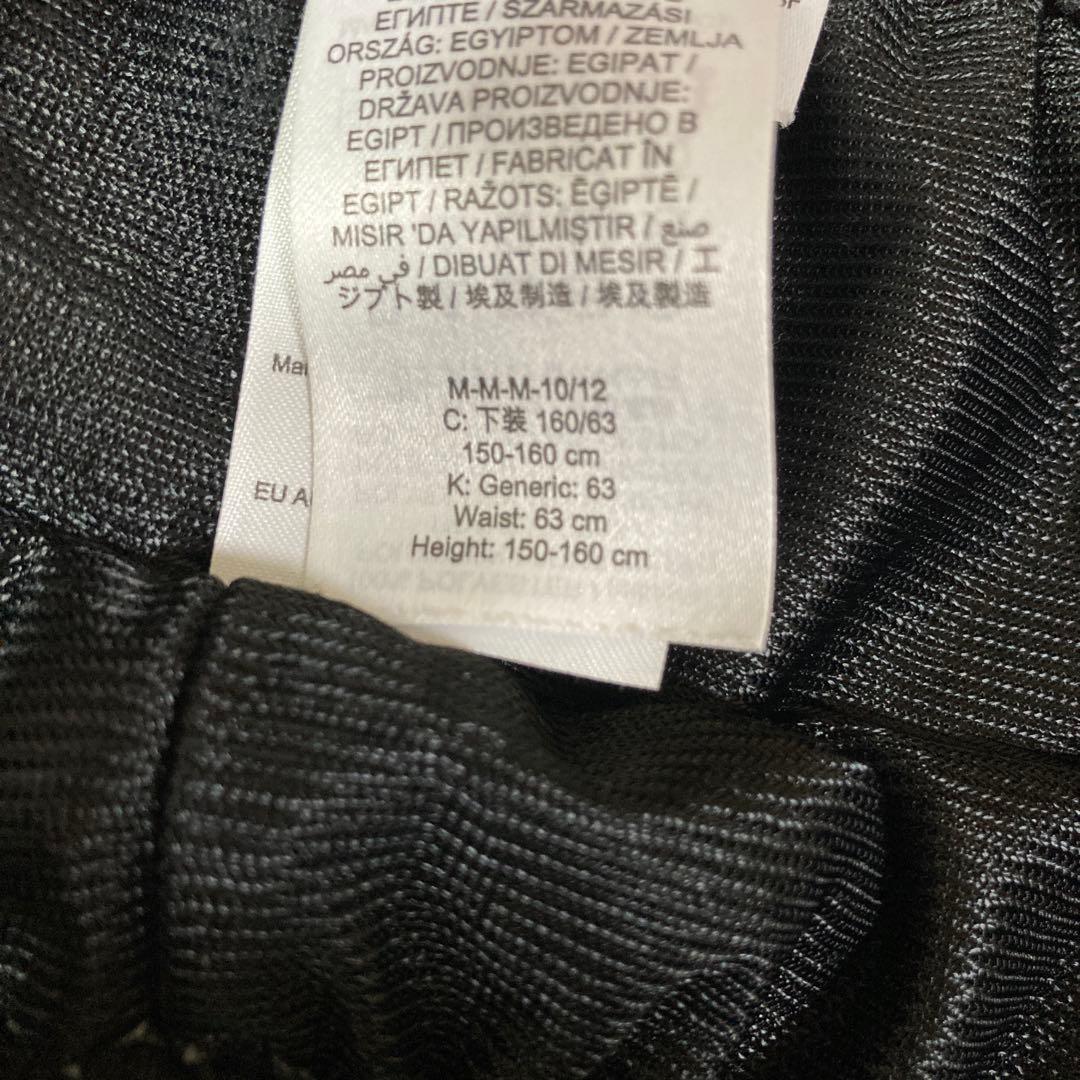 ЕГИПТЕ / SZÁRMAZÁSI
ORSZÁG: EGYIPTOM / ZEMLJA
PROIZVODNJE: EGIPAT /
DRŽAVA PROIZVODNJE:
EGIPT / ПРОИЗВЕДЕНО В
ЕГИПЕТ / FABRICAT ÎN
EGIPT / RAŽOTS: ĒĢIPTĒ /
MISIR 'DA YAPILMIŞTIR / صنع
في مصر / DIBUAT DI MESIR / エ
ジプト製 / 埃及制造 / 埃及製造
M-M-M-10/12
C: 下装 160/63
150-160 cm
K: Generic: 63
Waist: 63 cm
Height: 150-160 cm
EU